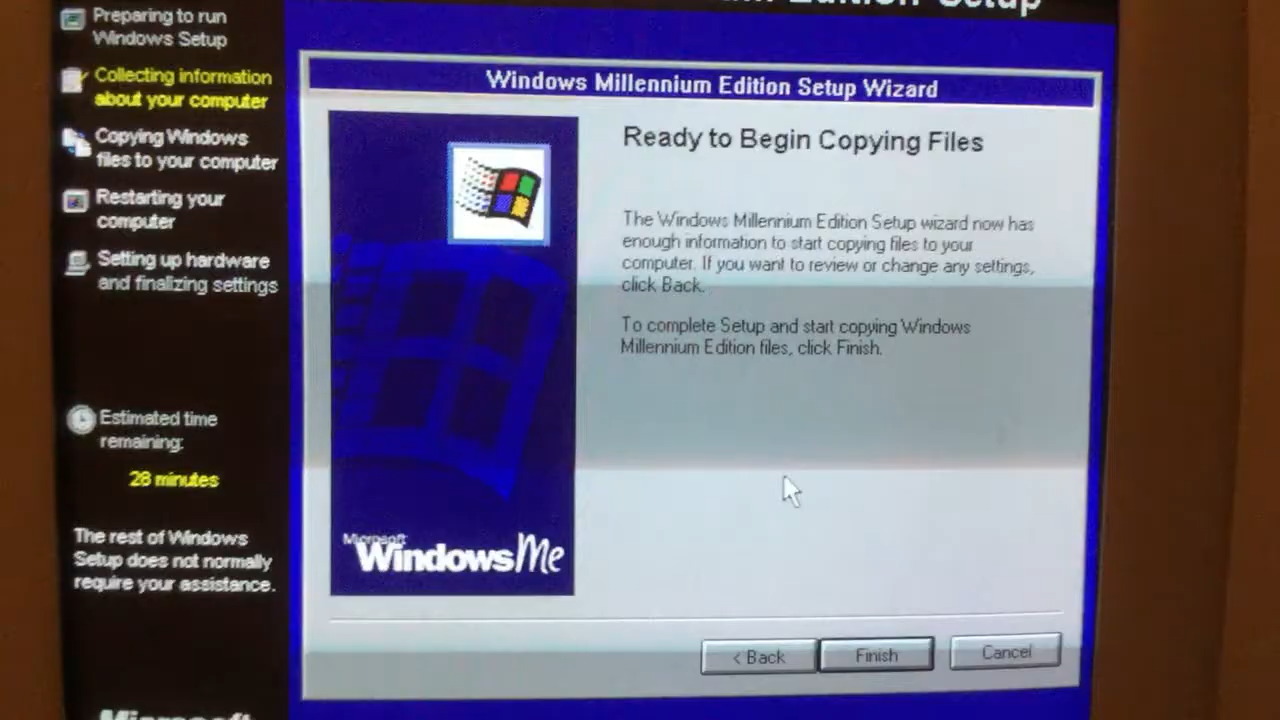 Preparing to run
Windows Setup
Collecting information
about your computer
Copying Windows
files to your computer
Restarting your
computer
Setting up hardware
and finalizing settings
Estimated time
remaining:
28 minutes
The rest of Windows
Setup does not normally
require your assistance.
Microsoft
Edition Setup
Windows Millennium Edition Setup Wizard
Ready to Begin Copying Files
The Windows Millennium Edition Setup wizard now has
enough information to start copying files to your
computer. If you want to review or change any settings,
click Back.
To complete Setup and start copying Windows
Millennium Edition files, click Finish.
Microsoft
Windows Me
< Back
Finish
Cancel